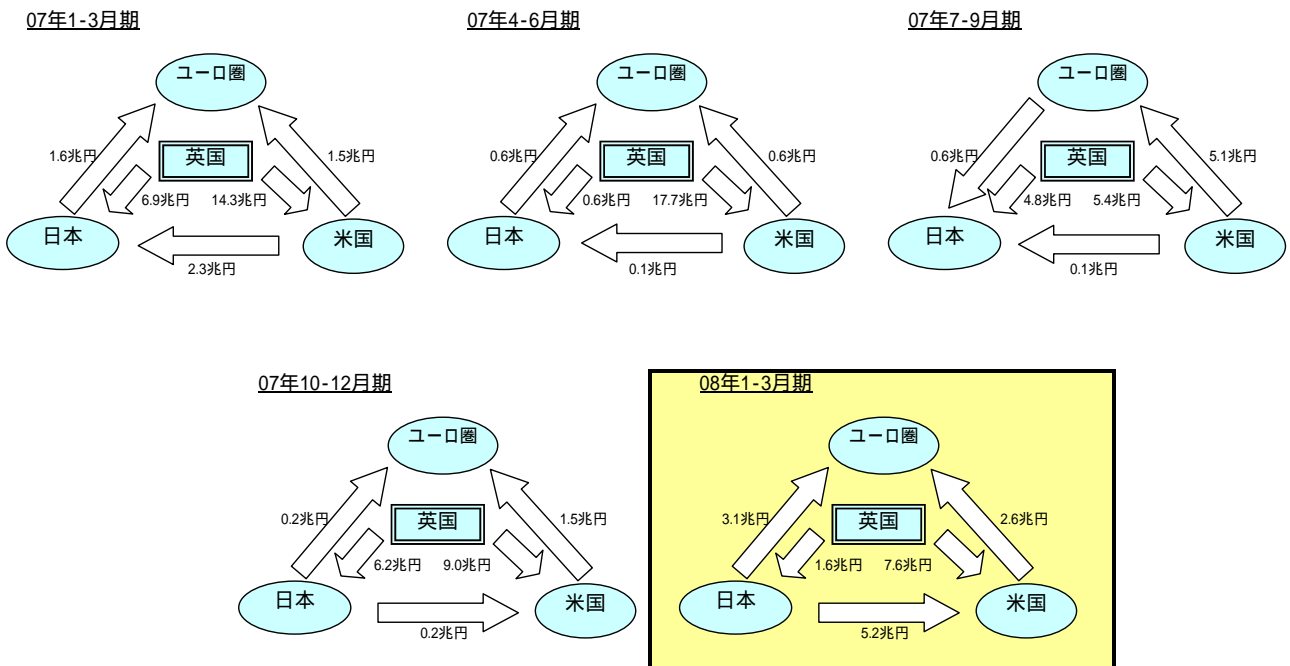 07年1-3月期
ユーロ圏
1.6兆円
英国
1.5兆円
6.9兆円
14.3兆円
日本
米国
2.3兆円
07年4-6月期
ユーロ圏
0.6兆円
英国
0.6兆円
0.6兆円
17.7兆円
日本
米国
0.1兆円
07年7-9月期
ユーロ圏
0.6兆円
英国
5.1兆円
4.8兆円
5.4兆円
日本
米国
0.1兆円
07年10-12月期
ユーロ圏
0.2兆円
英国
1.5兆円
6.2兆円
9.0兆円
日本
米国
0.2兆円
08年1-3月期
ユーロ圏
3.1兆円
英国
2.6兆円
1.6兆円
7.6兆円
日本
米国
5.2兆円